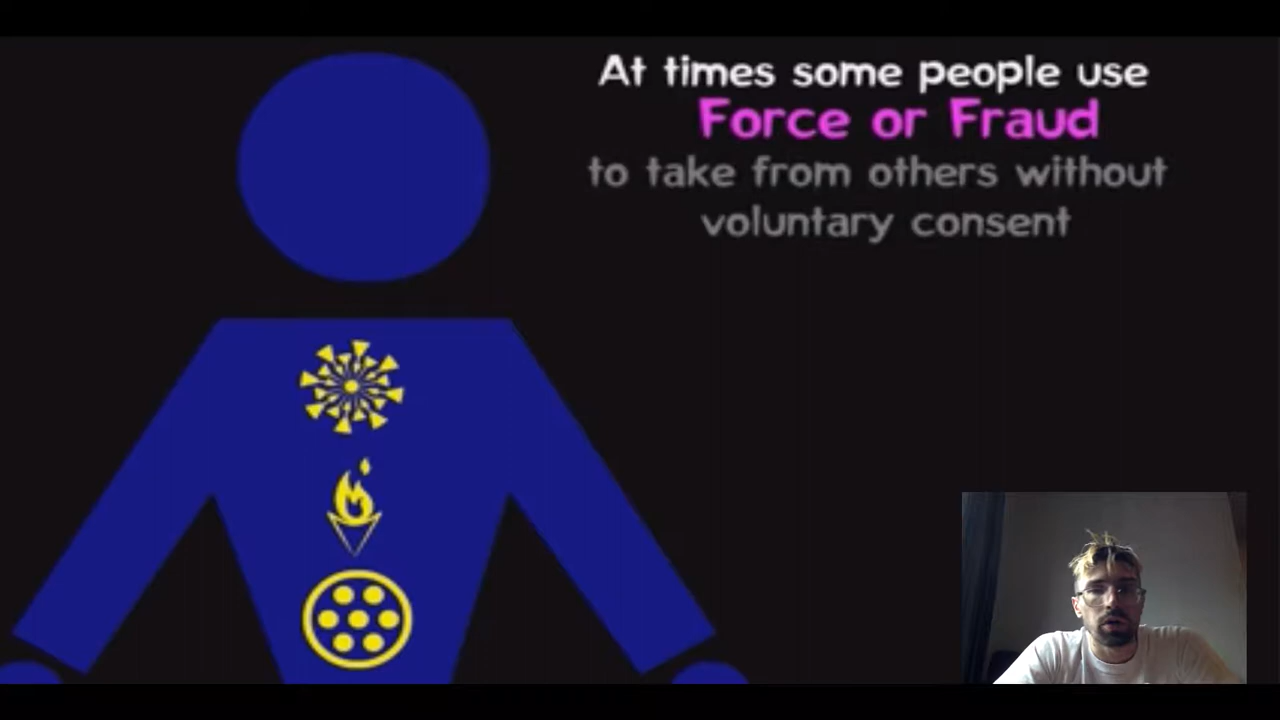 At times some people use
Force or Fraud
to take from others without
voluntary consent